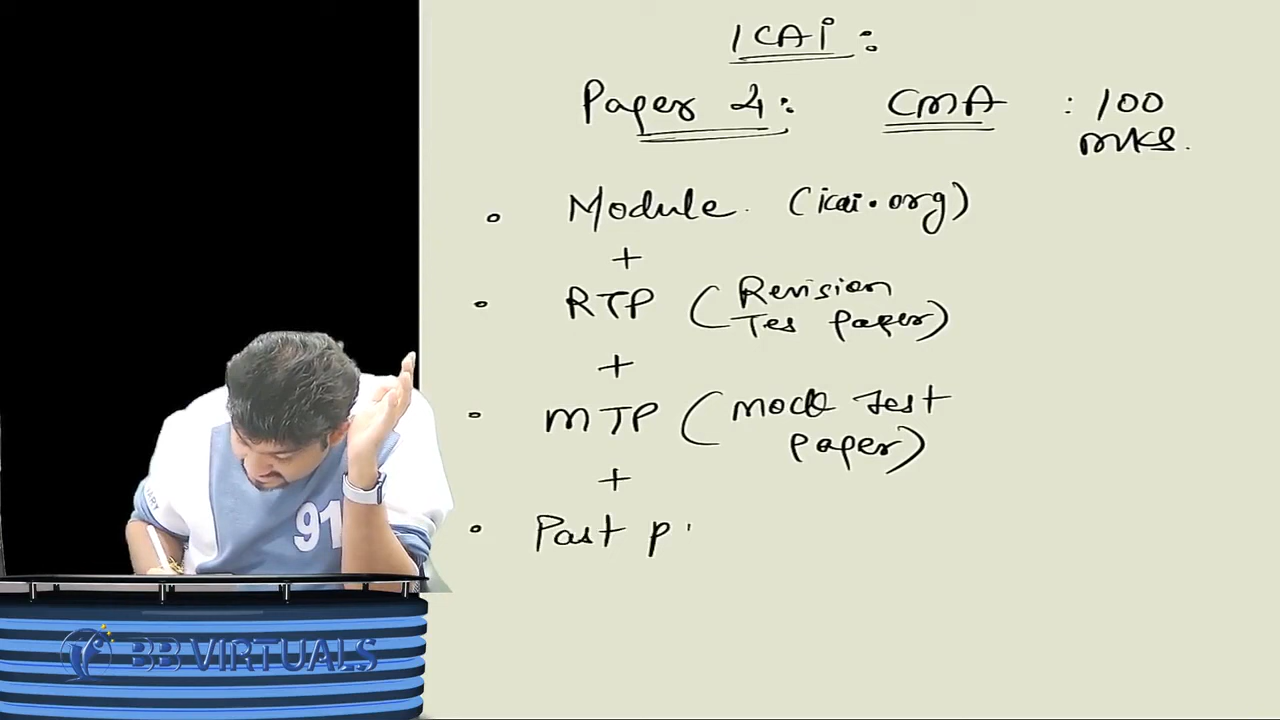 ICAI :
Paper 4 : CMA : 100 mks.
• Module. (icai.org)
+
• RTP (Revision
Tes paper)
+
• MTP (Mock Test
paper)
+
• Past p
91
BB VIRTUALS